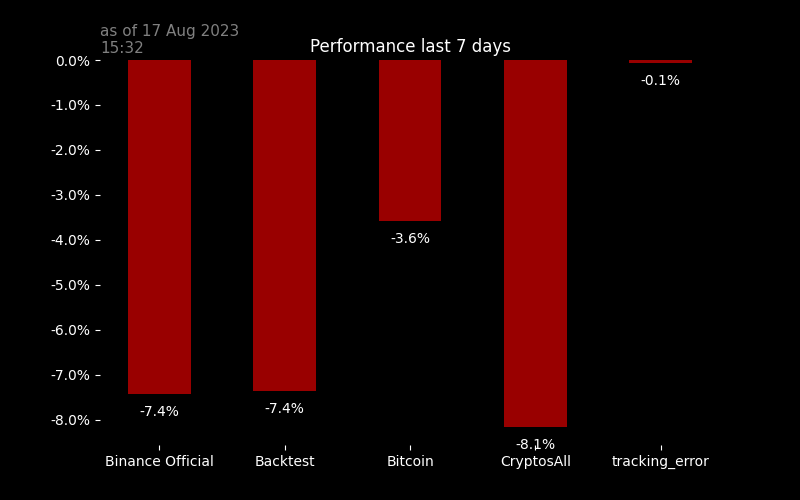 as of 17 Aug 2023
15:32
Performance last 7 days
0.0%
-1.0%
-2.0%
-3.0%
-4.0%
-5.0%
-6.0%
-7.0%
-8.0%
-7.4%
-7.4%
-3.6%
-8.1%
-0.1%
Binance Official
Backtest
Bitcoin
CryptosAll
tracking_error